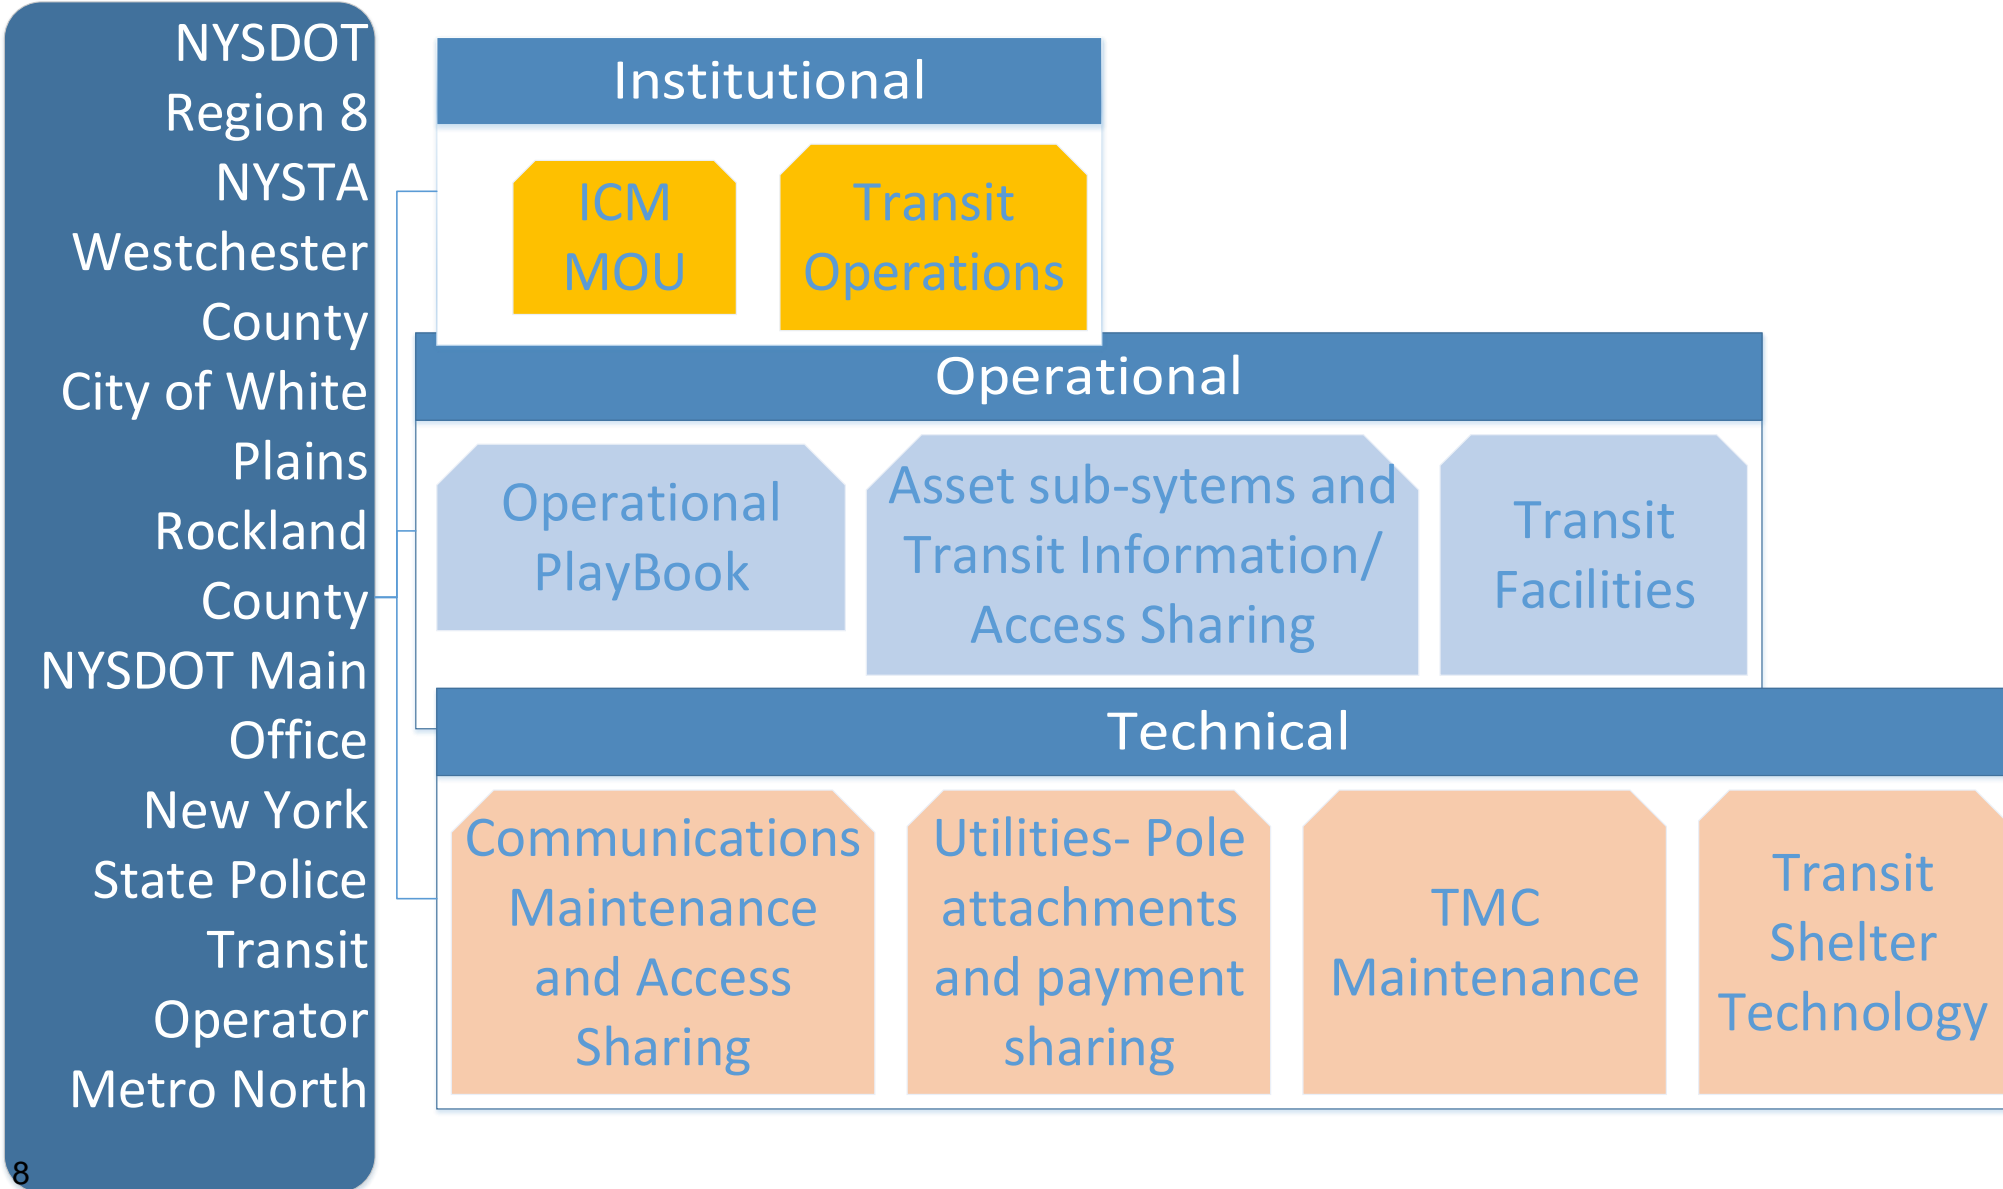 NYSDOT
Region 8
NYSTA
Westchester
County
City of White
Plains
Rockland
County
NYSDOT Main
Office
New York
State Police
Transit
Operator
Metro North
8
Institutional
ICM
MOU
Transit
Operations
Operational
Operational
PlayBook
Asset sub-sytems and
Transit Information/
Access Sharing
Transit
Facilities
Technical
Communications
Maintenance
and Access
Sharing
Utilities- Pole
attachments
and payment
sharing
TMC
Maintenance
Transit
Shelter
Technology